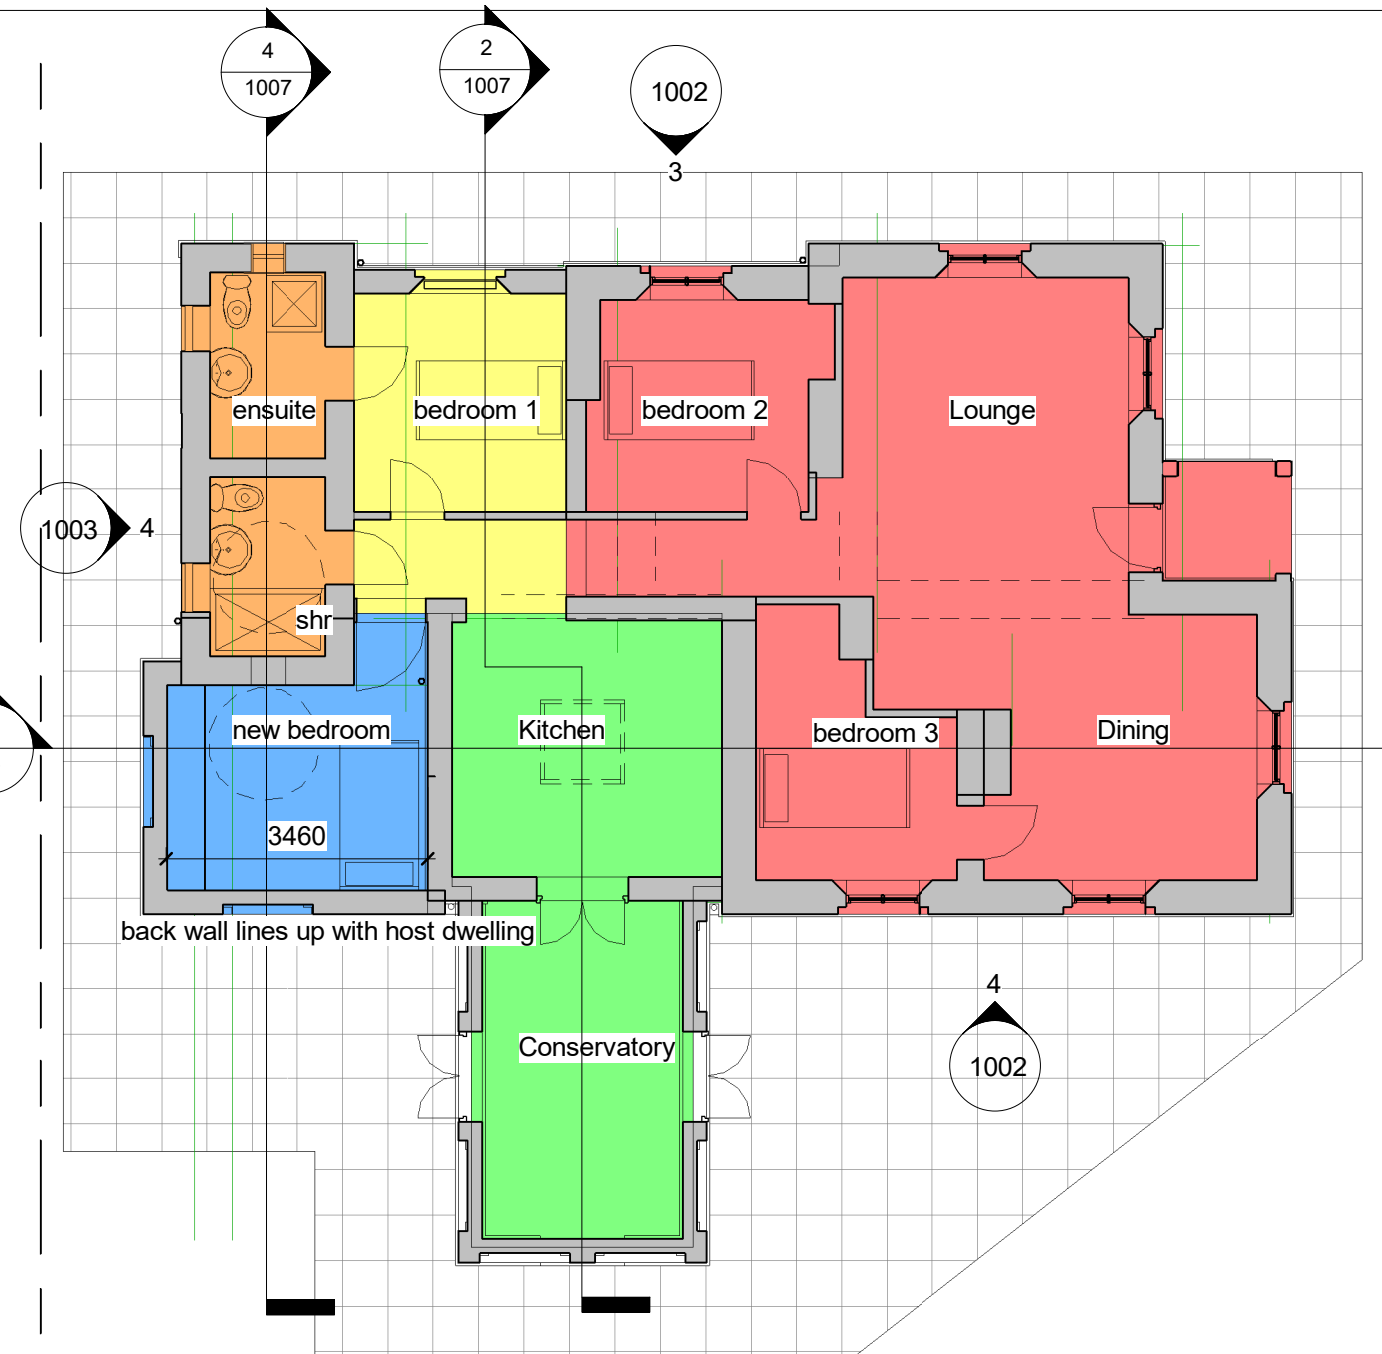 4
1007
2
1007
1002
3
ensuite
bedroom 1
bedroom 2
Lounge
1003
4
shr
new bedroom
Kitchen
bedroom 3
Dining
3460
back wall lines up with host dwelling
4
1002
Conservatory